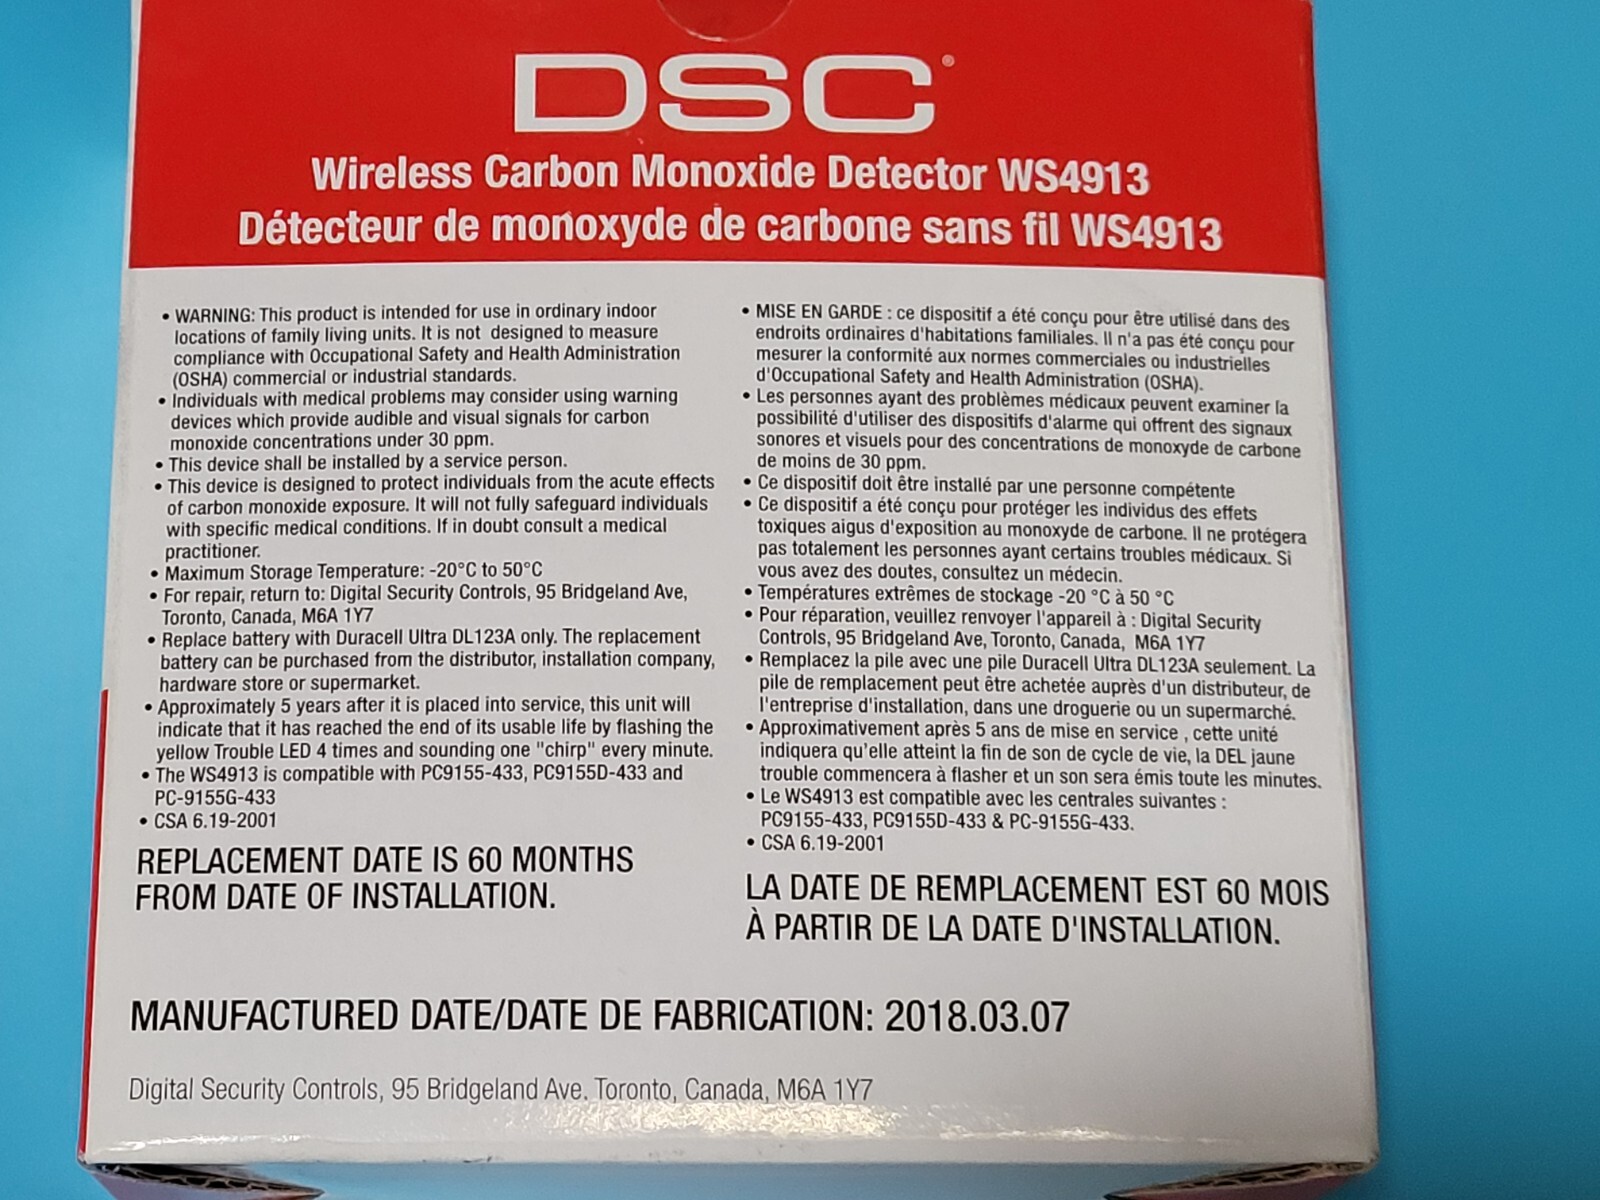 DSC®
Wireless Carbon Monoxide Detector WS4913
Détecteur de monoxyde de carbone sans fil WS4913
• WARNING: This product is intended for use in ordinary indoor
locations of family living units. It is not designed to measure
compliance with Occupational Safety and Health Administration
(OSHA) commercial or industrial standards.
• Individuals with medical problems may consider using warning
devices which provide audible and visual signals for carbon
monoxide concentrations under 30 ppm.
• This device shall be installed by a service person.
• This device is designed to protect individuals from the acute effects
of carbon monoxide exposure. It will not fully safeguard individuals
with specific medical conditions. If in doubt consult a medical
practitioner.
• Maximum Storage Temperature: -20°C to 50°C
• For repair, return to: Digital Security Controls, 95 Bridgeland Ave,
Toronto, Canada, M6A 1Y7
• Replace battery with Duracell Ultra DL123A only. The replacement
battery can be purchased from the distributor, installation company,
hardware store or supermarket.
• Approximately 5 years after it is placed into service, this unit will
indicate that it has reached the end of its usable life by flashing the
yellow Trouble LED 4 times and sounding one "chirp" every minute.
• The WS4913 is compatible with PC9155-433, PC9155D-433 and
PC-9155G-433
• CSA 6.19-2001
REPLACEMENT DATE IS 60 MONTHS
FROM DATE OF INSTALLATION.
• MISE EN GARDE : ce dispositif a été conçu pour être utilisé dans des
endroits ordinaires d'habitations familiales. Il n'a pas été conçu pour
mesurer la conformité aux normes commerciales ou industrielles
d'Occupational Safety and Health Administration (OSHA).
• Les personnes ayant des problèmes médicaux peuvent examiner la
possibilité d'utiliser des dispositifs d'alarme qui offrent des signaux
sonores et visuels pour des concentrations de monoxyde de carbone
de moins de 30 ppm.
• Ce dispositif doit être installé par une personne compétente
• Ce dispositif a été conçu pour protéger les individus des effets
toxiques aigus d'exposition au monoxyde de carbone. Il ne protégera
pas totalement les personnes ayant certains troubles médicaux. Si
vous avez des doutes, consultez un médecin.
• Températures extrêmes de stockage -20 °C à 50 °C
• Pour réparation, veuillez renvoyer l'appareil à : Digital Security
Controls, 95 Bridgeland Ave, Toronto, Canada, M6A 1Y7
• Remplacez la pile avec une pile Duracell Ultra DL123A seulement. La
pile de remplacement peut être achetée auprès d'un distributeur, de
l'entreprise d'installation, dans une droguerie ou un supermarché.
• Approximativement après 5 ans de mise en service , cette unité
indiquera qu'elle atteint la fin de son de cycle de vie, la DEL jaune
trouble commencera à flasher et un son sera émis toute les minutes.
• Le WS4913 est compatible avec les centrales suivantes :
PC9155-433, PC9155D-433 & PC-9155G-433.
• CSA 6.19-2001
LA DATE DE REMPLACEMENT EST 60 MOIS
À PARTIR DE LA DATE D'INSTALLATION.
MANUFACTURED DATE/DATE DE FABRICATION: 2018.03.07
Digital Security Controls, 95 Bridgeland Ave. Toronto, Canada, M6A 1Y7